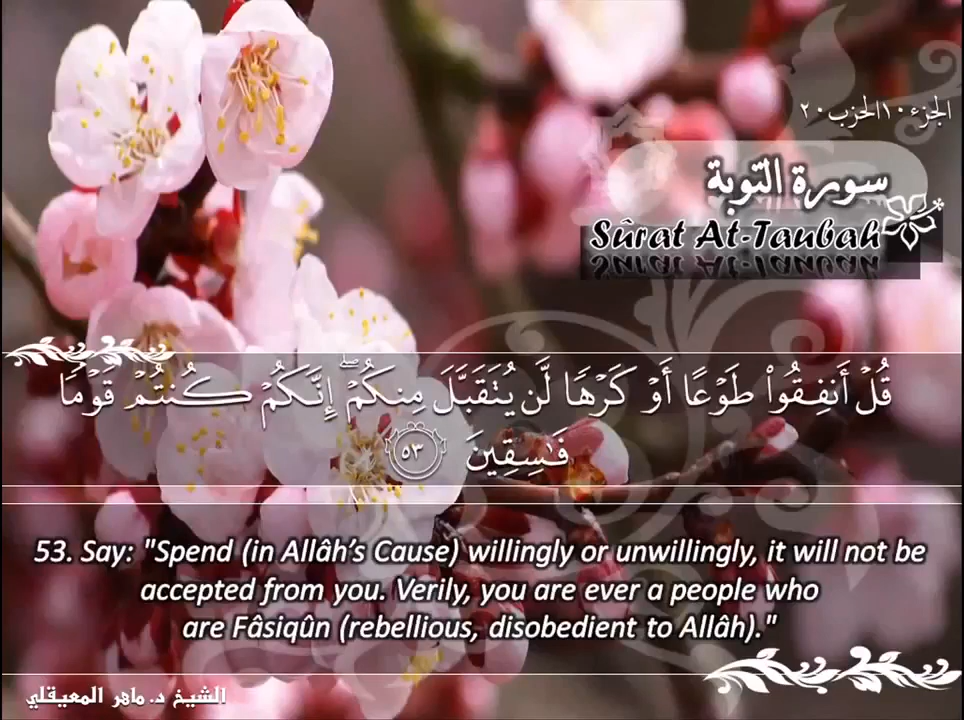 الجزء ١٠ الحزب ٢٠
سورة التوبة
Sûrat At-Taubah
قُلْ أَنفِقُوا۟ طَوْعًا أَوْ كَرْهًا لَّن يُتَقَبَّلَ مِنكُمْ ۖ إِنَّكُمْ كُنتُمْ قَوْمًا
فَـٰسِقِينَ ٥٣
53. Say: "Spend (in Allâh’s Cause) willingly or unwillingly, it will not be
accepted from you. Verily, you are ever a people who
are Fâsiqûn (rebellious, disobedient to Allâh)."
الشيخ د. ماهر المعيقلي